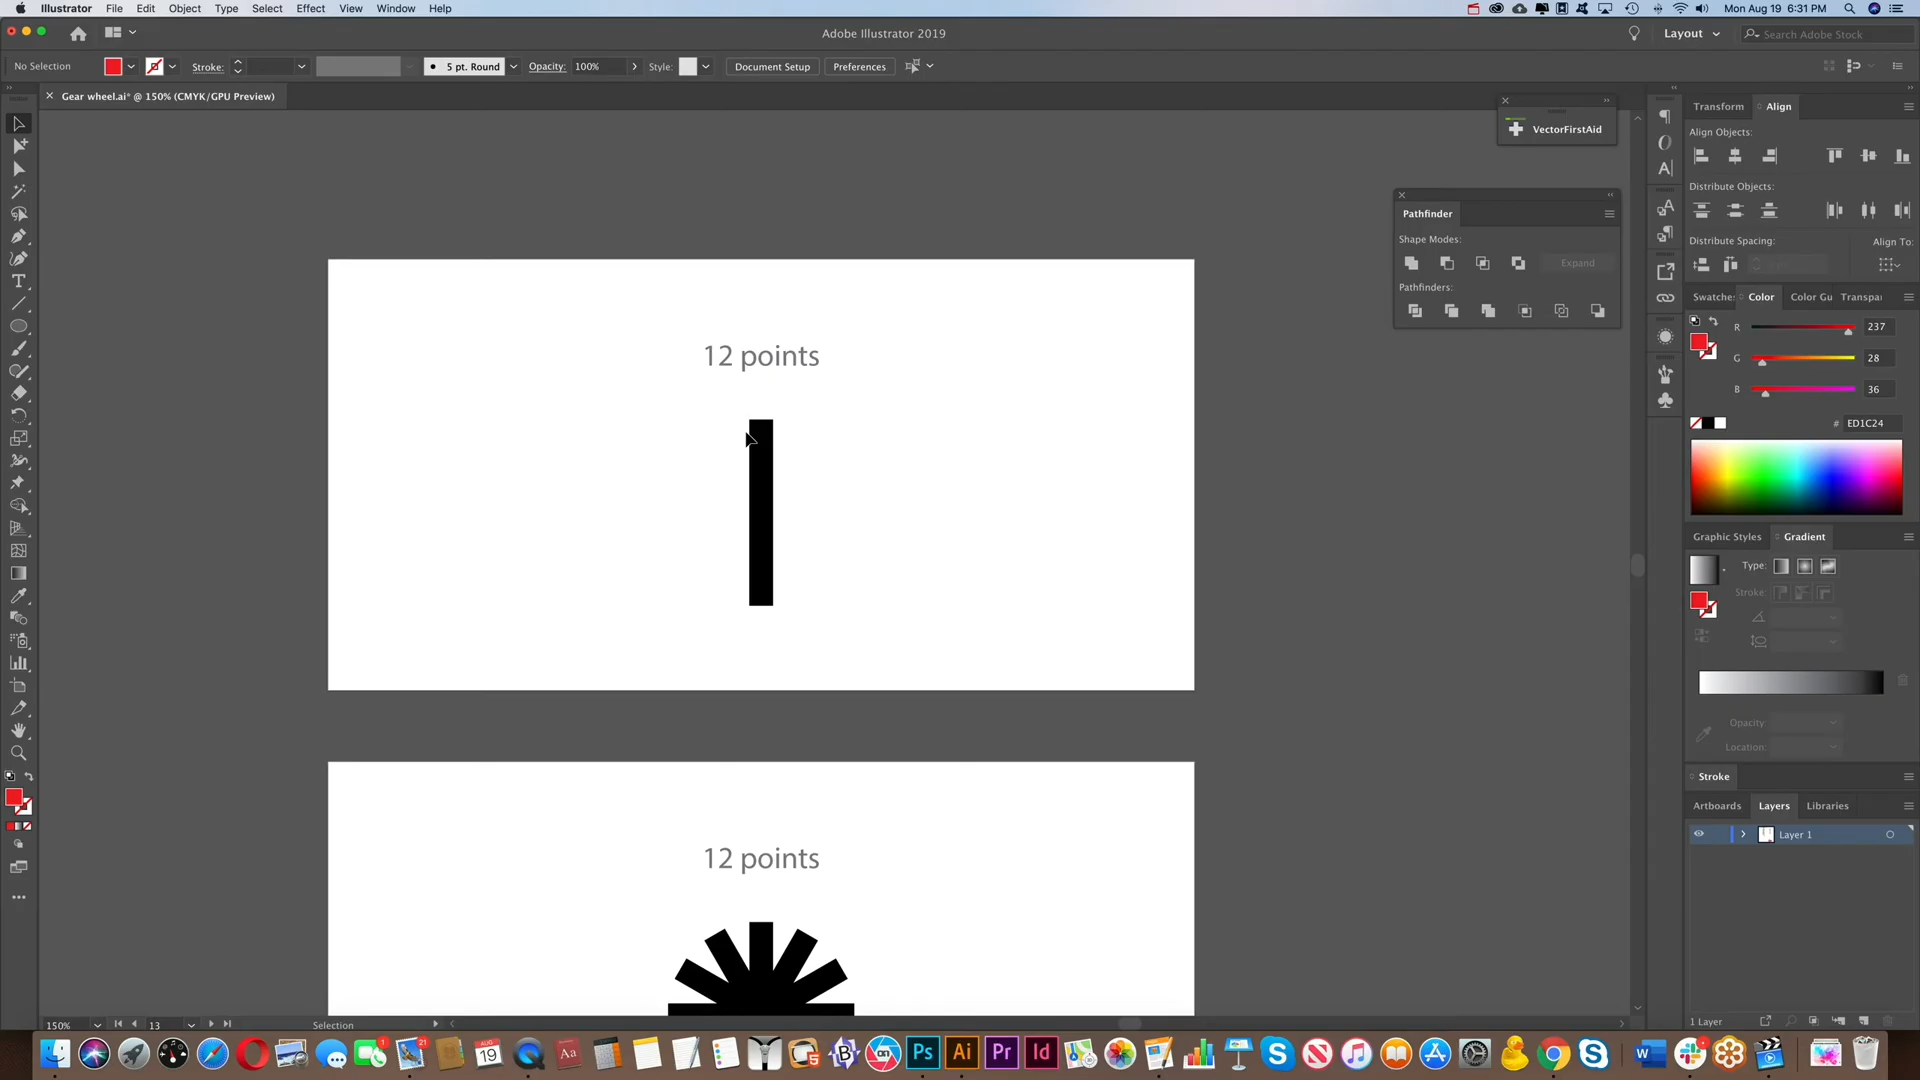 Illustrator File Edit Object Type Select Effect View Window Help
Mon Aug 19 6:31 PM
Adobe Illustrator 2019
Layout
Search Adobe Stock
No Selection
Stroke:
5 pt. Round
Opacity: 100%
Style:
Document Setup
Preferences
Gear wheel.ai* @ 150% (CMYK/GPU Preview)
VectorFirstAid
Pathfinder
Shape Modes:
Expand
Pathfinders:
12 points
12 points
Transform Align
Align Objects:
Distribute Objects:
Distribute Spacing:
Align To:
Swatches Color Color Gu Transpar
R 237
G 28
B 36
# ED1C24
Graphic Styles Gradient
Type:
Stroke:
Opacity
Location:
Stroke
Artboards Layers Libraries
Layer 1
1 Layer
150%
13
Selection